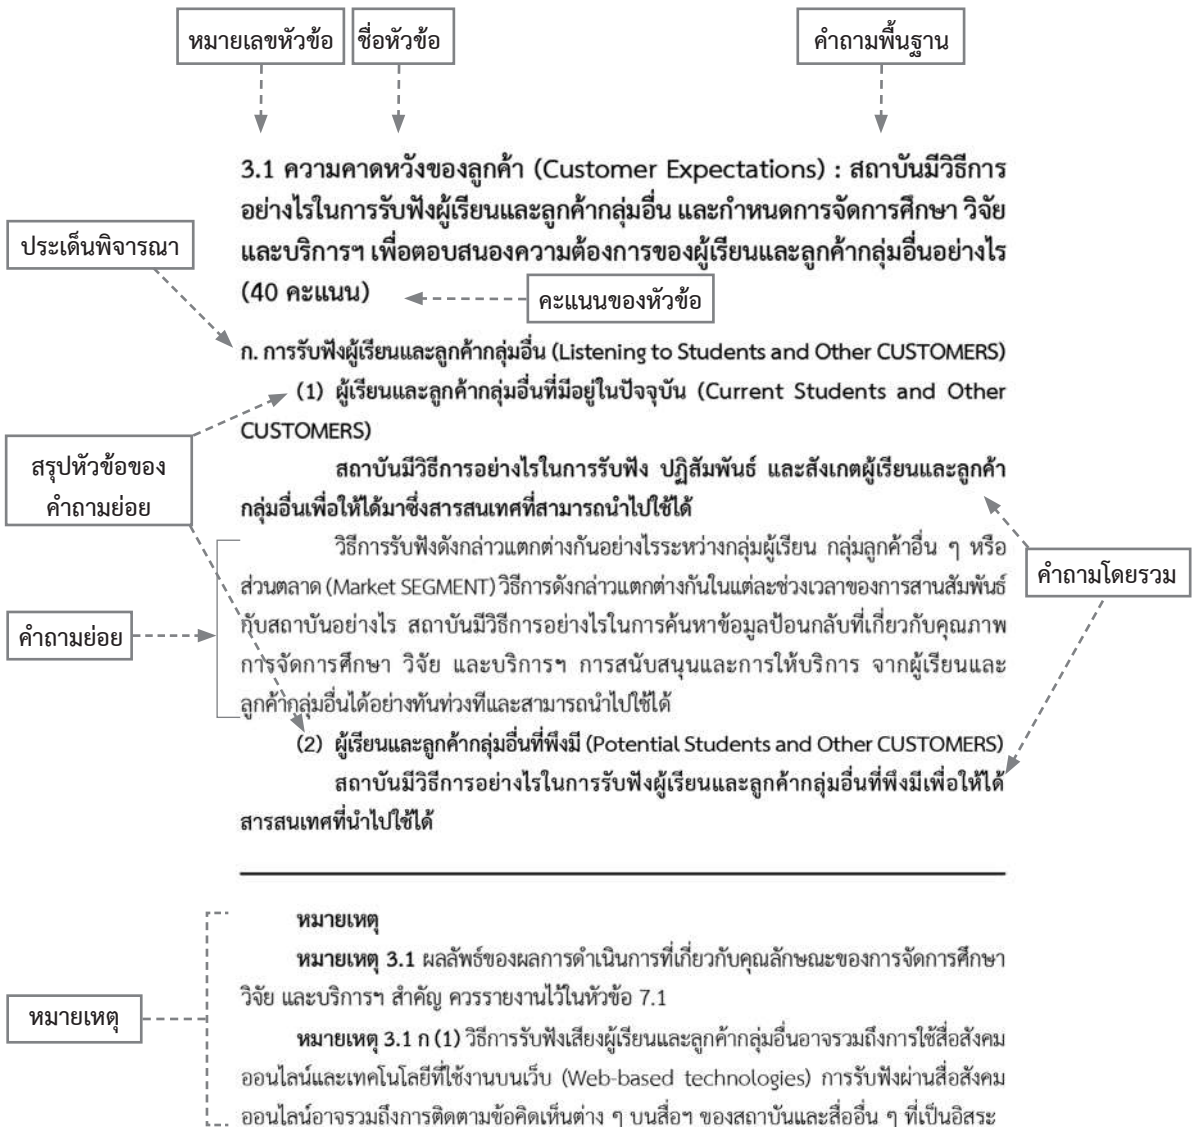 หมายเลขหัวข้อ
ชื่อหัวข้อ
คำถามพื้นฐาน
3.1 ความคาดหวังของลูกค้า (Customer Expectations) : สถาบันมีวิธีการ
อย่างไรในการรับฟังผู้เรียนและลูกค้ากลุ่มอื่น และกำหนดการจัดการศึกษา วิจัย
และบริการฯ เพื่อตอบสนองความต้องการของผู้เรียนและลูกค้ากลุ่มอื่นอย่างไร
(40 คะแนน)
ประเด็นพิจารณา
คะแนนของหัวข้อ
ก. การรับฟังผู้เรียนและลูกค้ากลุ่มอื่น (Listening to Students and Other CUSTOMERS)
(1) ผู้เรียนและลูกค้ากลุ่มอื่นที่มีอยู่ในปัจจุบัน (Current Students and Other
CUSTOMERS)
สรุปหัวข้อของ
คำถามย่อย
สถาบันมีวิธีการอย่างไรในการรับฟัง ปฏิสัมพันธ์ และสังเกตผู้เรียนและลูกค้า
กลุ่มอื่นเพื่อให้ได้มาซึ่งสารสนเทศที่สามารถนำไปใช้ได้
คำถามโดยรวม
วิธีการรับฟังดังกล่าวแตกต่างกันอย่างไรระหว่างกลุ่มผู้เรียน กลุ่มลูกค้าอื่น ๆ หรือ
ส่วนตลาด (Market SEGMENT) วิธีการดังกล่าวแตกต่างกันในแต่ละช่วงเวลาของการสานสัมพันธ์
กับสถาบันอย่างไร สถาบันมีวิธีการอย่างไรในการค้นหาข้อมูลป้อนกลับที่เกี่ยวกับคุณภาพ
การจัดการศึกษา วิจัย และบริการฯ การสนับสนุนและการให้บริการ จากผู้เรียนและ
ลูกค้ากลุ่มอื่นได้อย่างทันท่วงทีและสามารถนำไปใช้ได้
คำถามย่อย
(2) ผู้เรียนและลูกค้ากลุ่มอื่นที่พึงมี (Potential Students and Other CUSTOMERS)
สถาบันมีวิธีการอย่างไรในการรับฟังผู้เรียนและลูกค้ากลุ่มอื่นที่พึงมีเพื่อให้ได้
สารสนเทศที่นำไปใช้ได้
หมายเหตุ
หมายเหตุ
หมายเหตุ 3.1 ผลลัพธ์ของผลการดำเนินการที่เกี่ยวกับคุณลักษณะของการจัดการศึกษา
วิจัย และบริการฯ สำคัญ ควรรายงานไว้ในหัวข้อ 7.1
หมายเหตุ 3.1 ก (1) วิธีการรับฟังเสียงผู้เรียนและลูกค้ากลุ่มอื่นอาจรวมถึงการใช้สื่อสังคม
ออนไลน์และเทคโนโลยีที่ใช้งานบนเว็บ (Web-based technologies) การรับฟังผ่านสื่อสังคม
ออนไลน์อาจรวมถึงการติดตามข้อคิดเห็นต่าง ๆ บนสื่อฯ ของสถาบันและสื่ออื่น ๆ ที่เป็นอิสระ